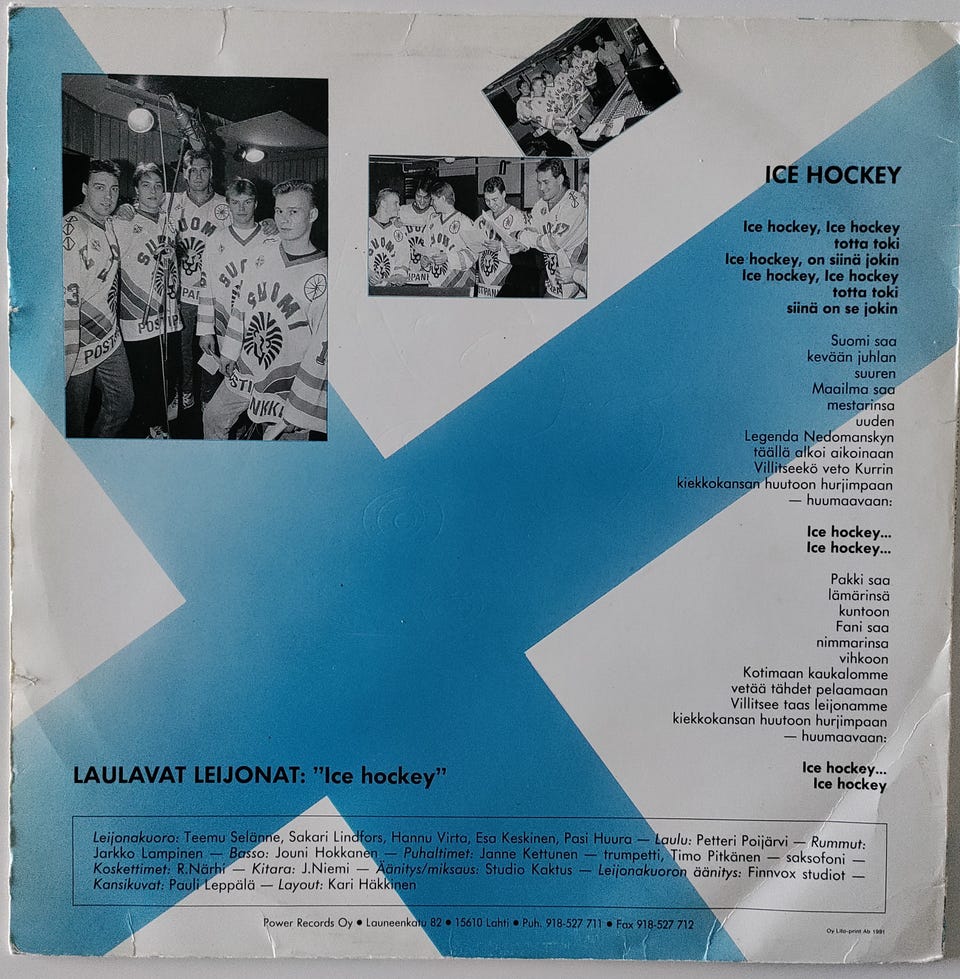 SUOMI
POSTIPANKKI
SUOMI
ICE HOCKEY
Ice hockey, Ice hockey
totta toki
Ice hockey, on siinä jokin
Ice hockey, Ice hockey
totta toki
siinä on se jokin
Suomi saa
kevään juhlan
suuren
Maailma saa
mestarinsa
uuden
Legenda Nedomanskyn
täällä alkoi aikoinaan
Villitseekö veto Kurrin
kiekkokansan huutoon hurjimpaan
— huumaavaan:
Ice hockey...
Ice hockey...
Pakki saa
lämärinsä
kuntoon
Fani saa
nimmarinsa
vihkoon
Kotimaan kaukalomme
vetää tähdet pelaamaan
Villitsee taas leijonamme
kiekkokansan huutoon hurjimpaan
— huumaavaan:
Ice hockey...
Ice hockey
LAULAVAT LEIJONAT: ”Ice hockey”
Leijonakuoro: Teemu Selänne, Sakari Lindfors, Hannu Virta, Esa Keskinen, Pasi Huura — Laulu: Petteri Poijärvi — Rummut:
Jarkko Lampinen — Basso: Jouni Hokkanen — Puhaltimet: Janne Kettunen — trumpetti, Timo Pitkänen — saksofoni —
Koskettimet: R.Närhi — Kitara: J.Niemi — Äänitys/miksaus: Studio Kaktus — Leijonakuoron äänitys: Finnvox studiot —
Kansikuvat: Pauli Leppälä — Layout: Kari Häkkinen
Power Records Oy ● Launeenkatu 82 ● 15610 Lahti ● Puh. 918-527 711 ● Fax 918-527 712
Oy Lito-print Ab 1991